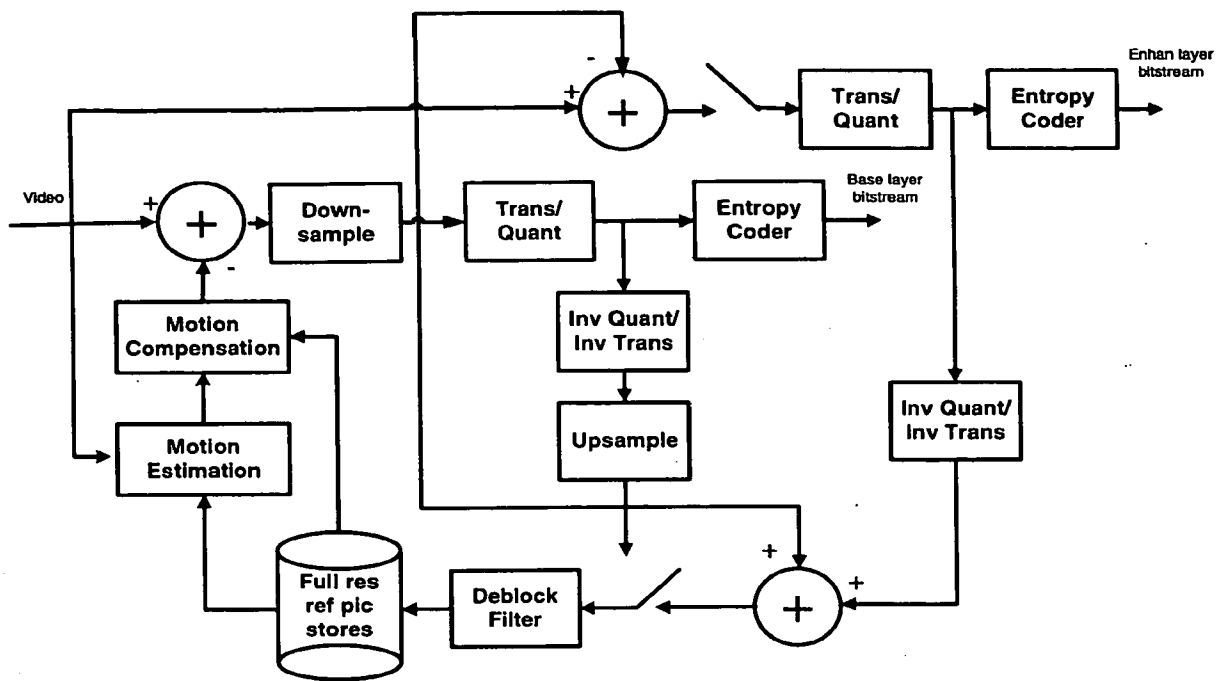 Enhan layer
bitstream
-
+
+
Trans/
Quant
Entropy
Coder
Video
+
+
-
Down-
sample
Trans/
Quant
Entropy
Coder
Base layer
bitstream
Motion
Compensation
Inv Quant/
Inv Trans
Inv Quant/
Inv Trans
Motion
Estimation
Upsample
Full res
ref pic
stores
Deblock
Filter
+
+
+